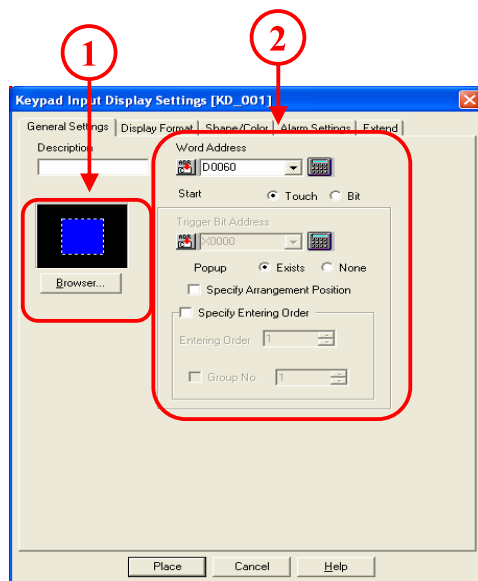 1
2
Keypad Input Display Settings [KD_001]
General Settings Display Format Shape/Color Alarm Settings Extend
Description Word Address
D0060
Start Touch Bit
Trigger Bit Address
X0000
Popup Exists None
Browser...
Specify Arrangement Position
Specify Entering Order
Entering Order 1
Group No 1
Place Cancel Help